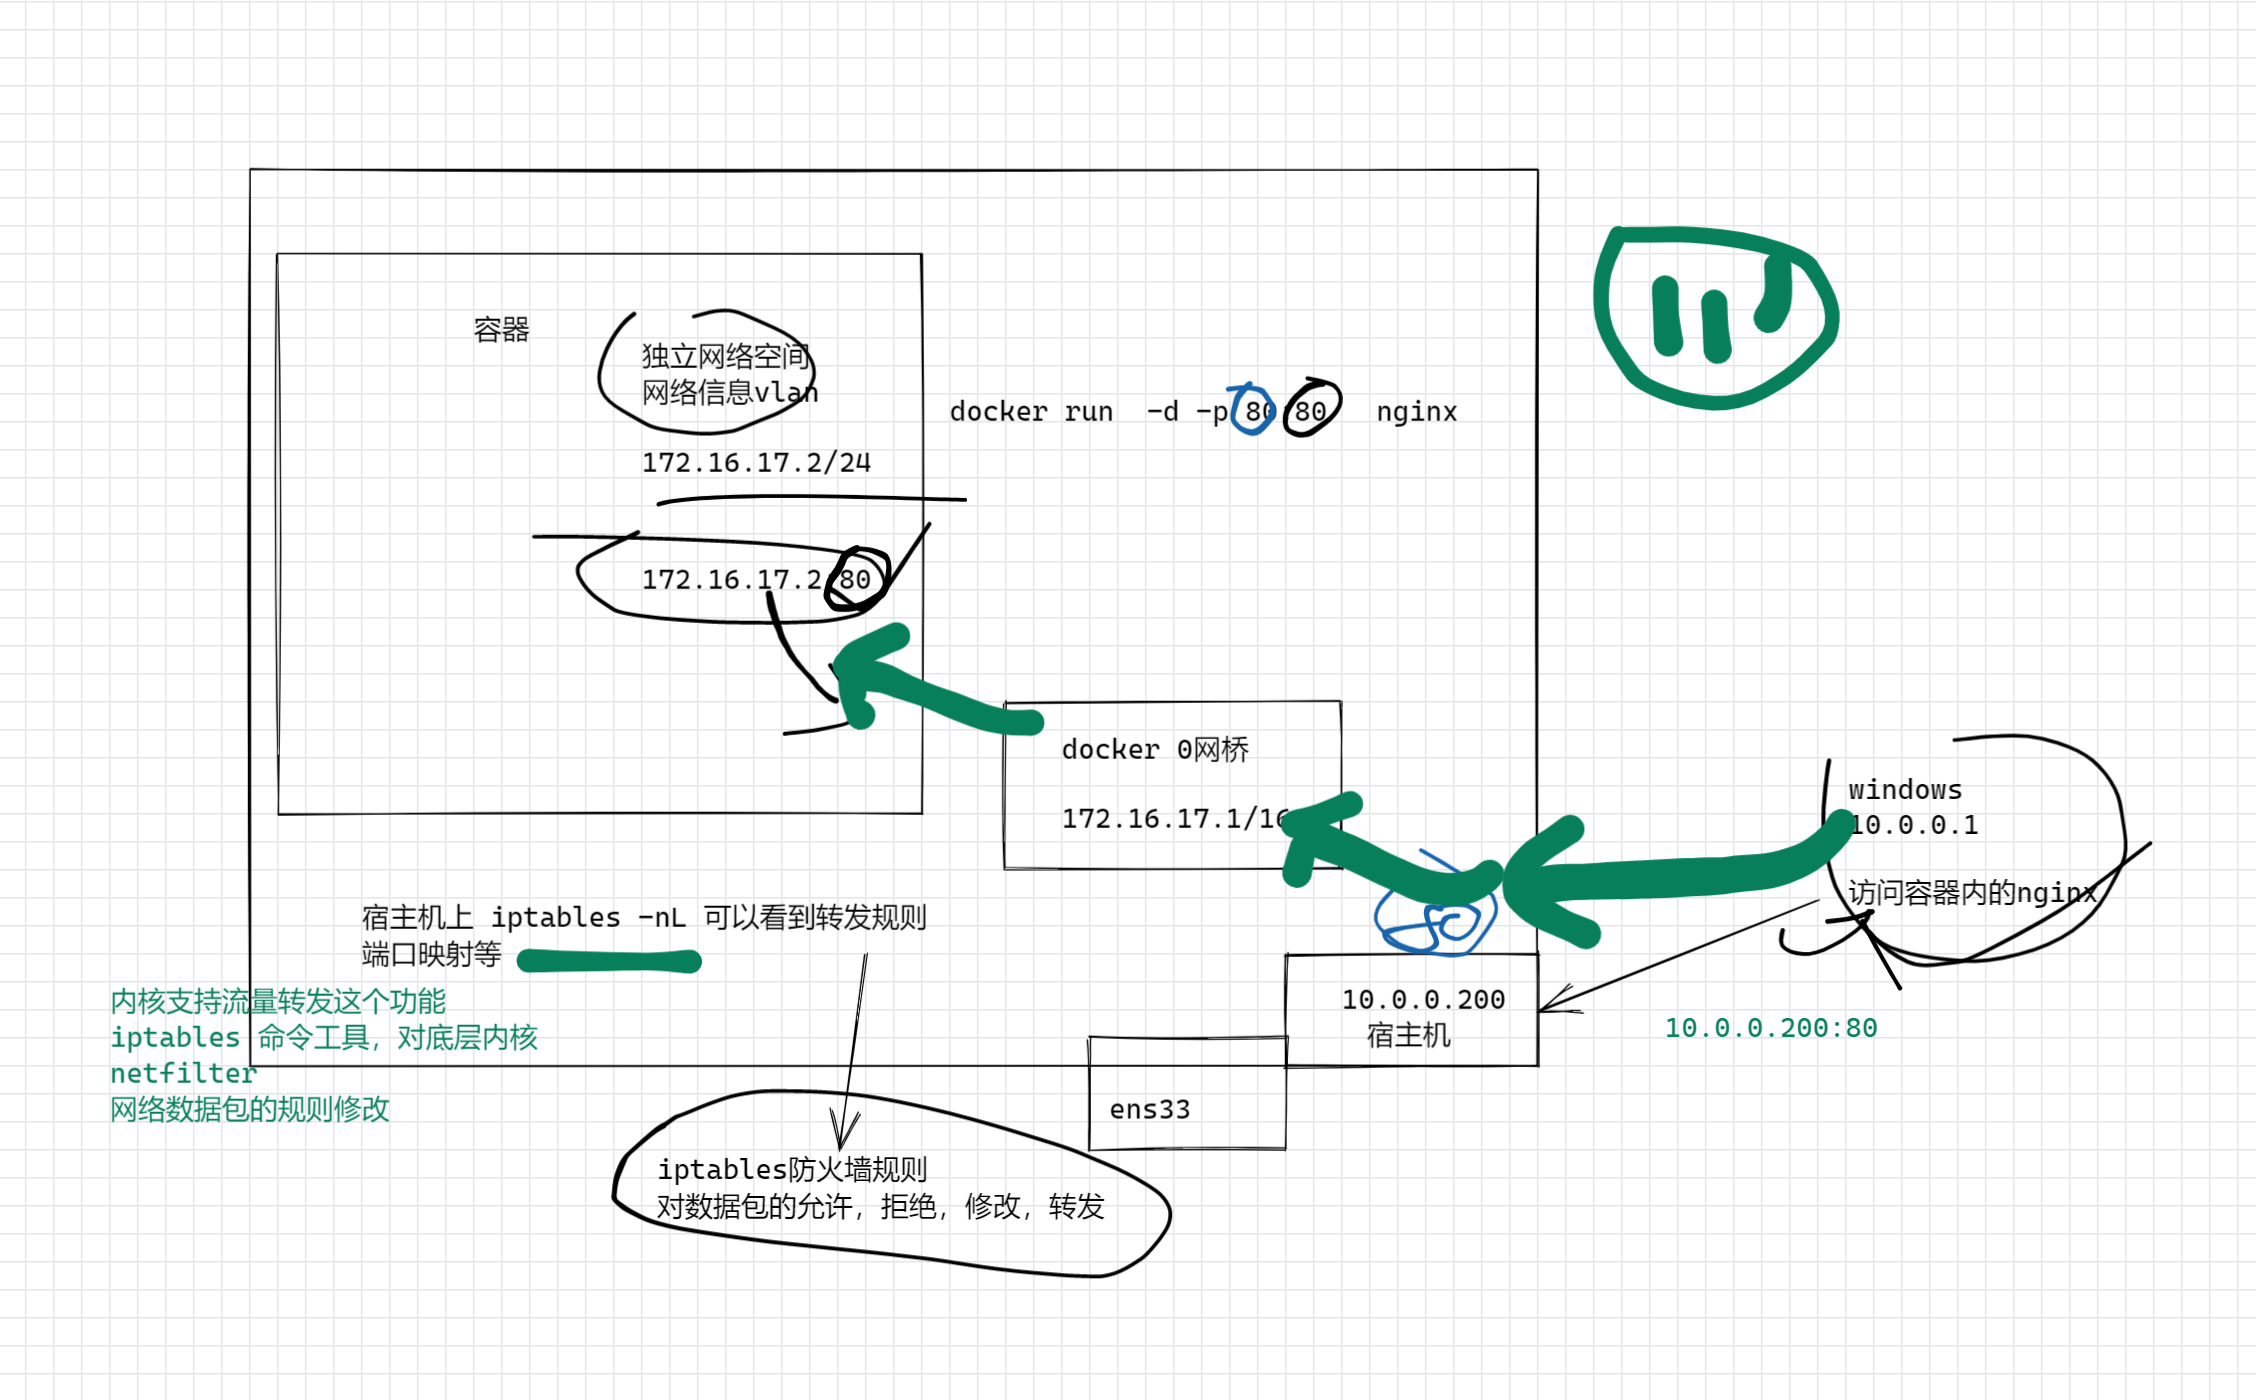 容器
独立网络空间
网络信息vlan
172.16.17.2/24
172.16.17.2:80
docker run -d -p 80:80 nginx
docker 0网桥
172.16.17.1/16
windows
10.0.0.1
访问容器内的nginx
宿主机上 iptables -nL 可以看到转发规则
端口映射等
内核支持流量转发这个功能
iptables 命令工具，对底层内核
netfilter
网络数据包的规则修改
80
10.0.0.200
宿主机
10.0.0.200:80
ens33
iptables防火墙规则
对数据包的允许，拒绝，修改，转发